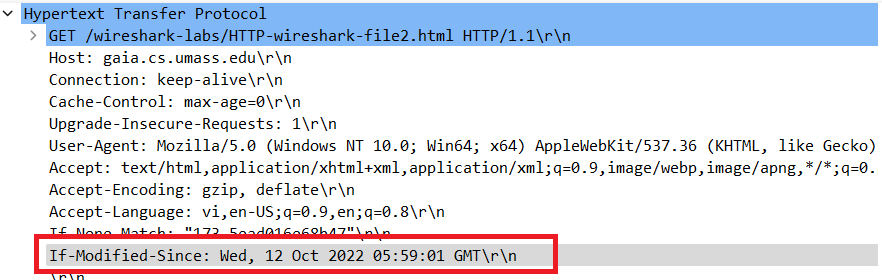 Hypertext Transfer Protocol
GET /wireshark-labs/HTTP-wireshark-file2.html HTTP/1.1\r\n
Host: gaia.cs.umass.edu\r\n
Connection: keep-alive\r\n
Cache-Control: max-age=0\r\n
Upgrade-Insecure-Requests: 1\r\n
User-Agent: Mozilla/5.0 (Windows NT 10.0; Win64; x64) AppleWebKit/537.36 (KHTML, like Gecko)
Accept: text/html,application/xhtml+xml,application/xml;q=0.9,image/webp,image/apng,*/*;q=0.
Accept-Encoding: gzip, deflate\r\n
Accept-Language: vi,en-US;q=0.9,en;q=0.8\r\n
If-None-Match:
If-Modified-Since: Wed, 12 Oct 2022 05:59:01 GMT\r\n
\r\n